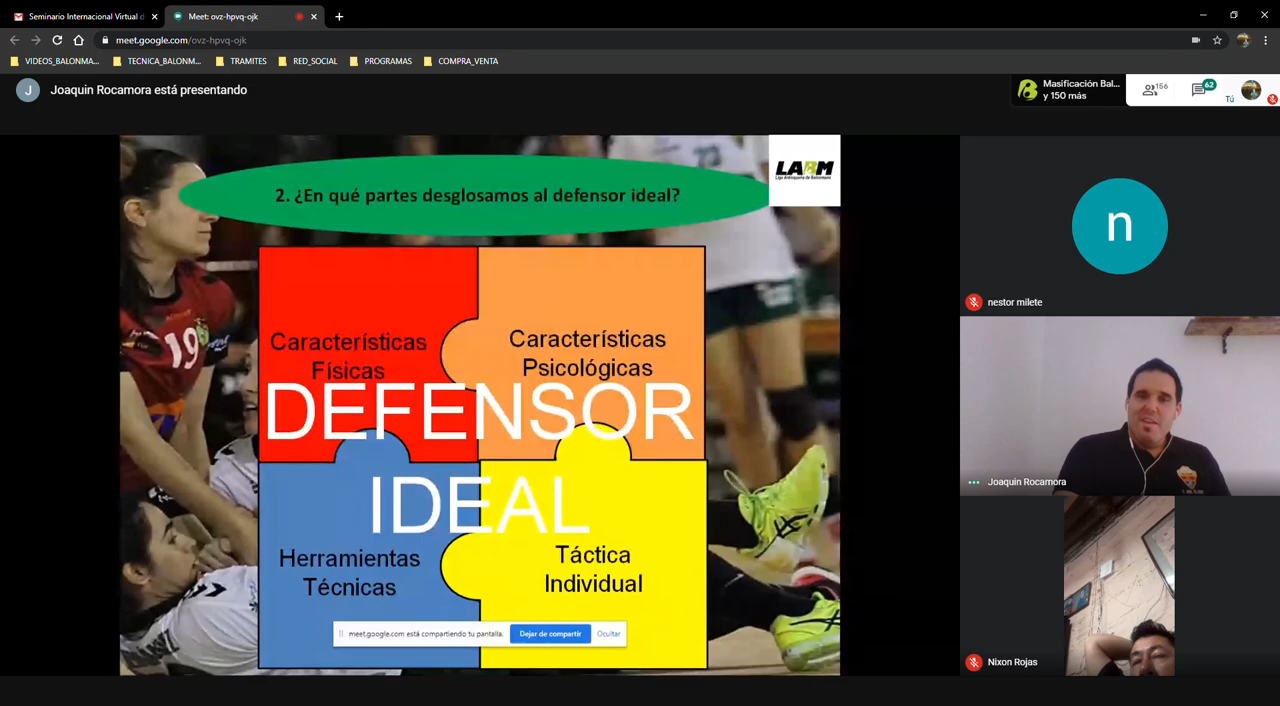 Seminario Internacional Virtual d
Meet: ovz-hpvq-ojk
meet.google.com/ovz-hpvq-ojk
VIDEOS_BALONMA...
TECNICA_BALONM...
TRAMITES
RED_SOCIAL
PROGRAMAS
COMPRA_VENTA
J
Joaquin Rocamora está presentando
Masificación Bal...
y 150 más
156
62
Tú
LABM
Liga Antioqueña de Balonmano
2. ¿En qué partes desglosamos al defensor ideal?
19
Características
Físicas
Características
Psicológicas
DEFENSOR
IDEAL
Herramientas
Técnicas
Táctica
Individual
meet.google.com está compartiendo tu pantalla.
Dejar de compartir
Ocultar
n
nestor milete
Joaquin Rocamora
Nixon Rojas